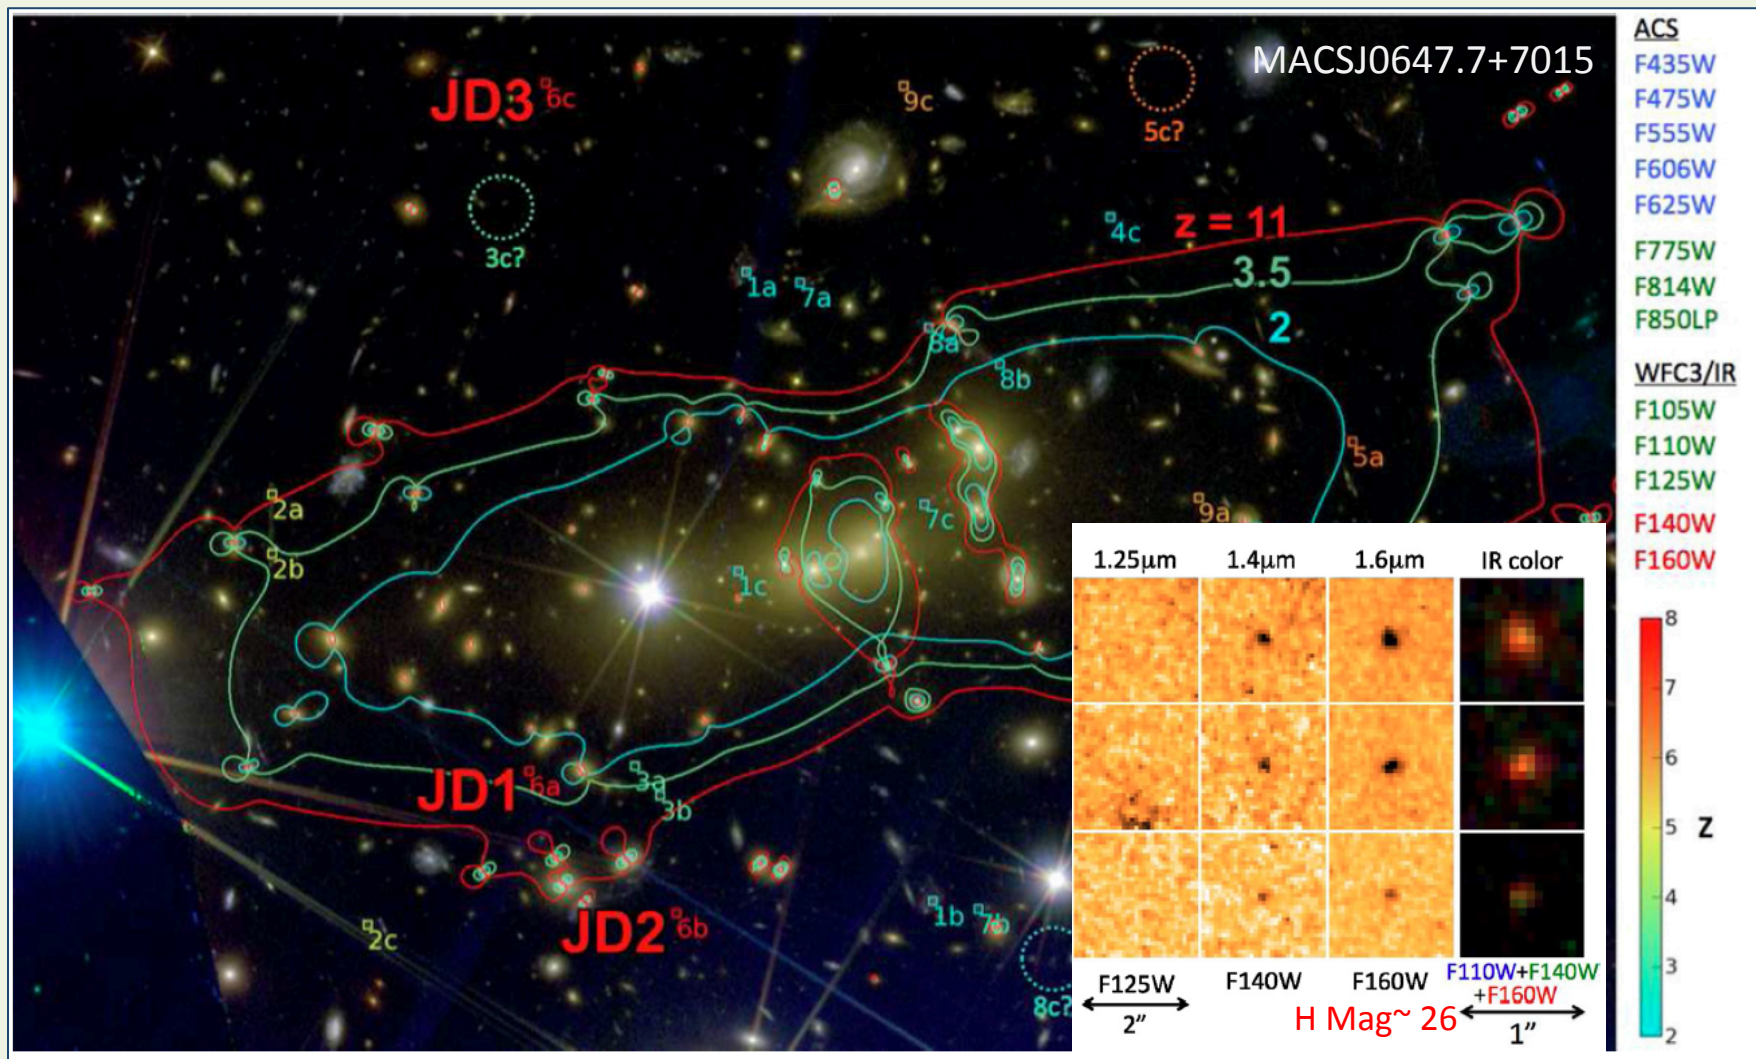 MACSJ0647.7+7015
JD3
6c
9c
5c?
3c?
4c
z = 11
3.5
2
1a
7a
8a
8b
5a
2a
9a
7c
2b
1c
JD1
6a
3a
3b
JD2
6b
2c
1b
7b
8c?
1.25μm
1.4μm
1.6μm
IR color
F125W
F140W
F160W
F110W+F140W
+F160W
2”
H Mag~ 26
1”
ACS
F435W
F475W
F555W
F606W
F625W
F775W
F814W
F850LP
WFC3/IR
F105W
F110W
F125W
F140W
F160W
8
7
6
5
4
3
2
Z